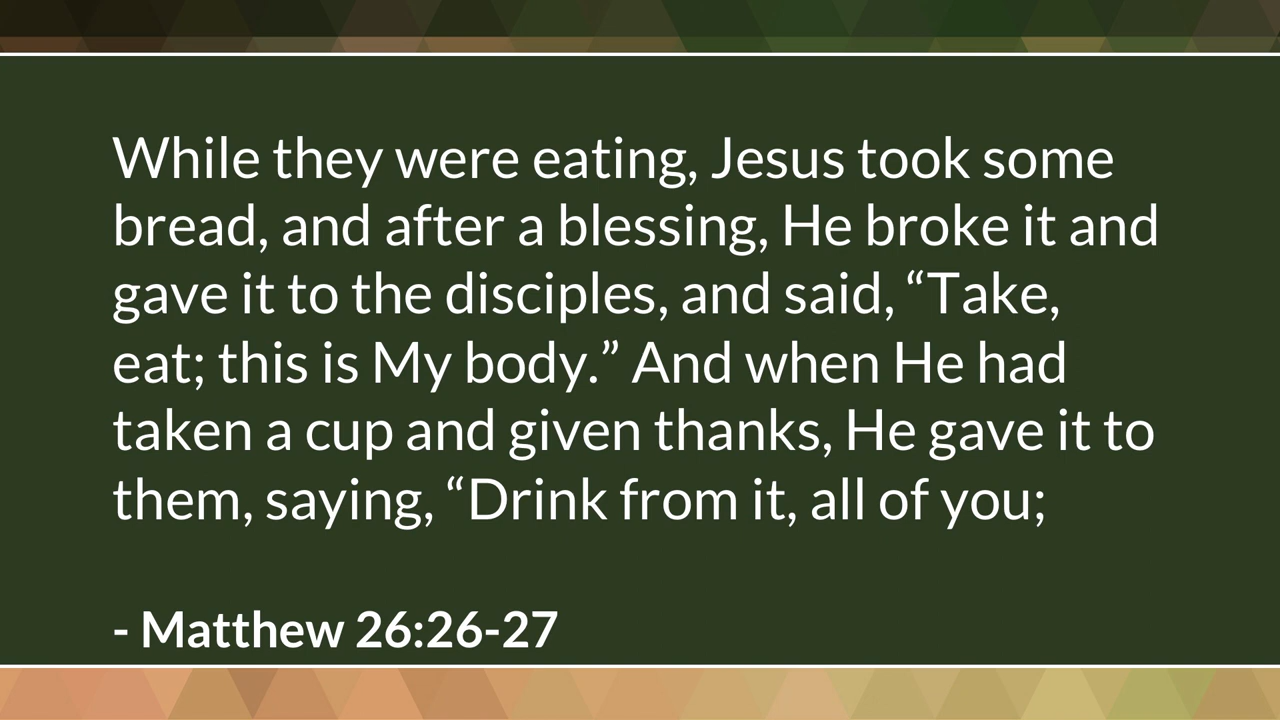 While they were eating, Jesus took some
bread, and after a blessing, He broke it and
gave it to the disciples, and said, “Take,
eat; this is My body.” And when He had
taken a cup and given thanks, He gave it to
them, saying, “Drink from it, all of you;
- Matthew 26:26-27